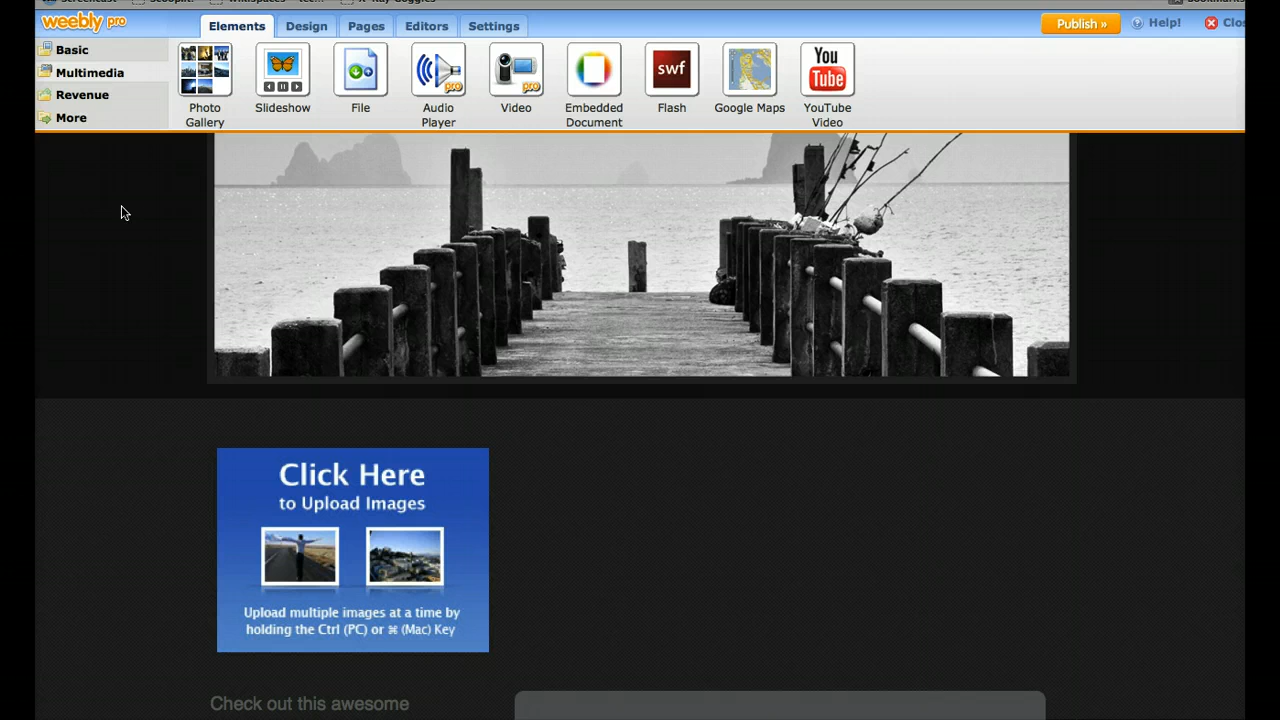 weebly pro
Elements
Design
Pages
Editors
Settings
Publish »
Help!
Basic
Multimedia
Revenue
More
Photo
Gallery
Slideshow
File
pro
Audio
Player
pro
Video
Embedded
Document
swf
Flash
Google Maps
You
Tube
YouTube
Video
Click Here
to Upload Images
Upload multiple images at a time by
holding the Ctrl (PC) or ⌘ (Mac) Key
Check out this awesome